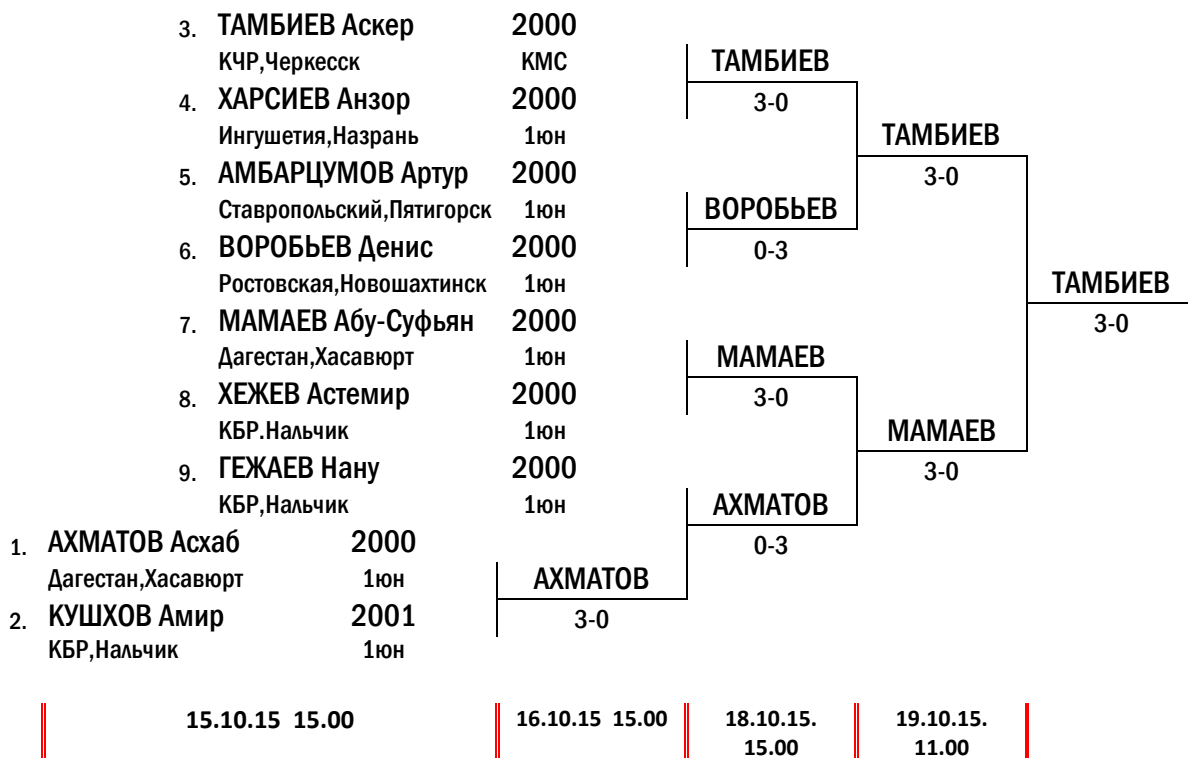 3. ТАМБИЕВ Аскер 2000
КЧР,Черкесск КМС ТАМБИЕВ
4. ХАРСИЕВ Анзор 2000 3-0
Ингушетия,Назрань 1юн ТАМБИЕВ
5. АМБАРЦУМОВ Артур 2000 3-0
Ставропольский,Пятигорск 1юн ВОРОБЬЕВ
6. ВОРОБЬЕВ Денис 2000 0-3
Ростовская,Новошахтинск 1юн ТАМБИЕВ
7. МАМАЕВ Абу-Суфьян 2000 3-0
Дагестан,Хасавюрт 1юн МАМАЕВ
8. ХЕЖЕВ Астемир 2000 3-0
КБР.Нальчик 1юн МАМАЕВ
9. ГЕЖАЕВ Нану 2000 3-0
КБР,Нальчик 1юн АХМАТОВ
1. АХМАТОВ Асхаб 2000 0-3
Дагестан,Хасавюрт 1юн АХМАТОВ
2. КУШХОВ Амир 2001 3-0
КБР,Нальчик 1юн
15.10.15 15.00 16.10.15 15.00 18.10.15. 19.10.15.
15.00 11.00